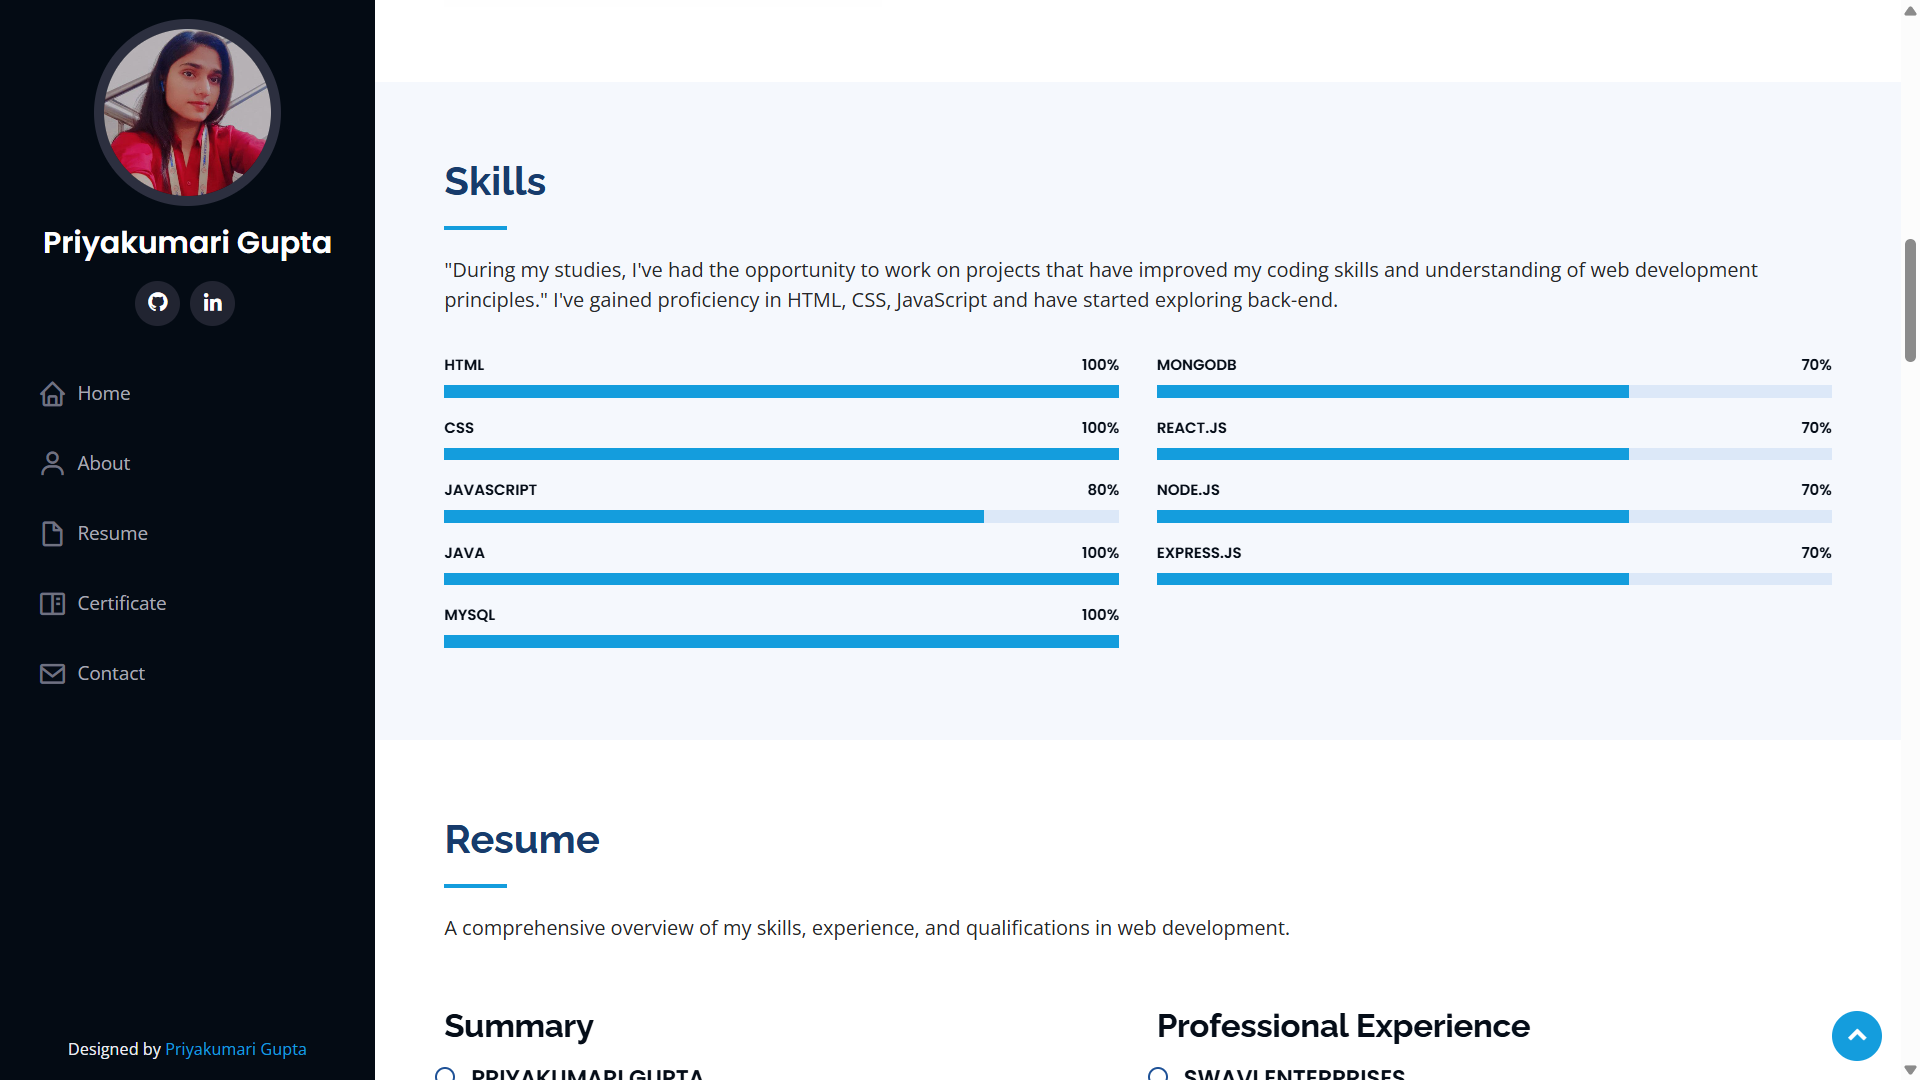 Priyakumari Gupta
Home
About
Resume
Certificate
Contact
Designed by Priyakumari Gupta
Skills
"During my studies, I've had the opportunity to work on projects that have improved my coding skills and understanding of web development
principles." I've gained proficiency in HTML, CSS, JavaScript and have started exploring back-end.
HTML 100%
CSS 100%
JAVASCRIPT 80%
JAVA 100%
MYSQL 100%
MONGODB 70%
REACT.JS 70%
NODE.JS 70%
EXPRESS.JS 70%
Resume
A comprehensive overview of my skills, experience, and qualifications in web development.
Summary
PRIYAKUMARI GUPTA
Professional Experience
SWAVI ENTERPRISES